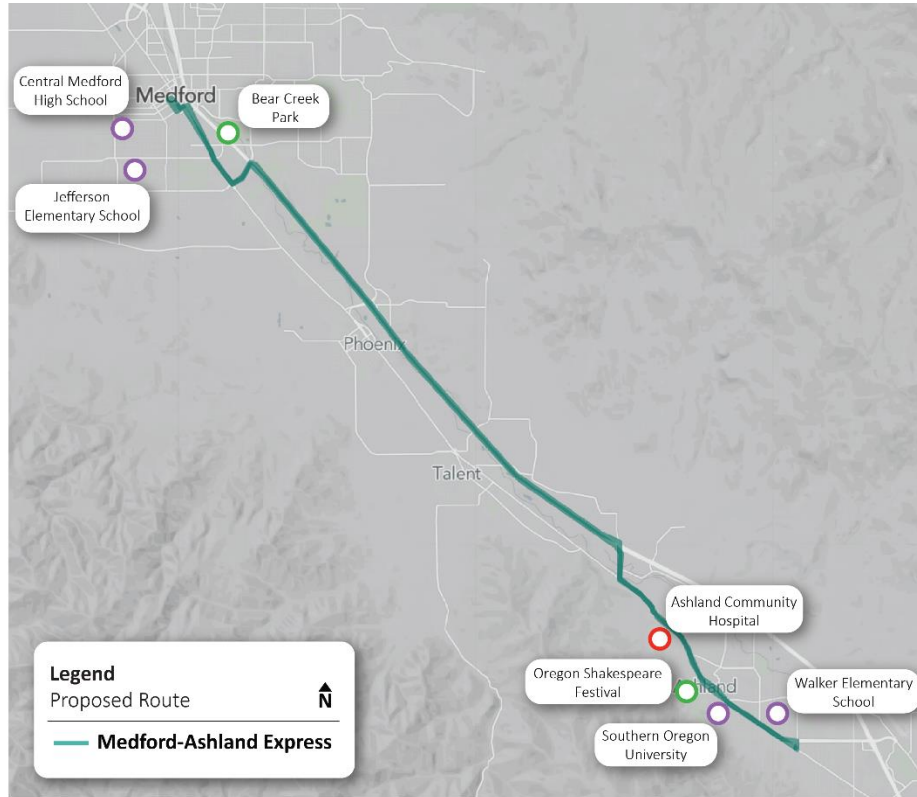 Central Medford
High School
Medford
Bear Creek
Park
Jefferson
Elementary School
Phoenix
Talent
Ashland Community
Hospital
Oregon Shakespeare
Festival
Ashland
Walker Elementary
School
Southern Oregon
University
Legend
Proposed Route
N
Medford-Ashland Express